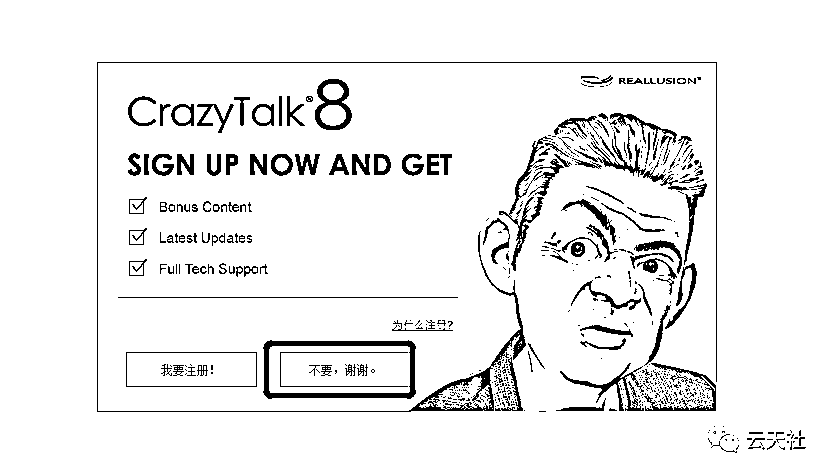 REALLUSION®
CrazyTalk®8
SIGN UP NOW AND GET
Bonus Content
Latest Updates
Full Tech Support
为什么注册?
我要注册!
不要，谢谢。
云天社